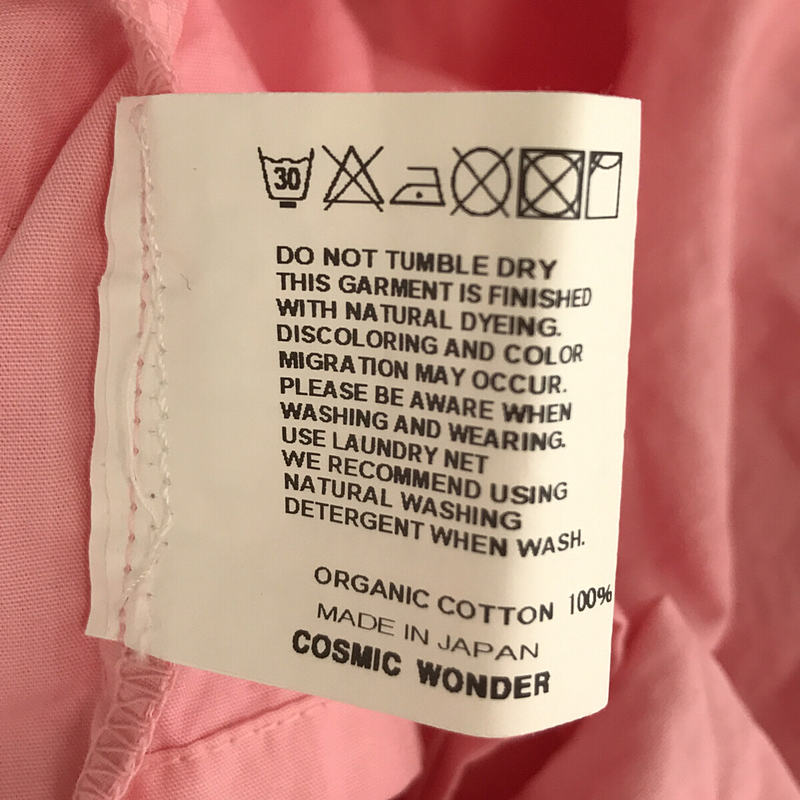 30
DO NOT TUMBLE DRY
THIS GARMENT IS FINISHED
WITH NATURAL DYEING.
DISCOLORING AND COLOR
MIGRATION MAY OCCUR.
PLEASE BE AWARE WHEN
WASHING AND WEARING.
USE LAUNDRY NET
WE RECOMMEND USING
NATURAL WASHING
DETERGENT WHEN WASH.
ORGANIC COTTON 100%
MADE IN JAPAN
COSMIC WONDER